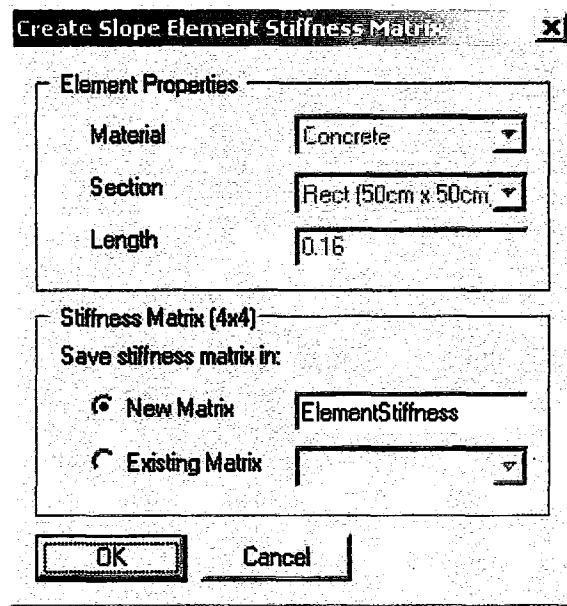 Create Slope Element Stiffness Matrix
Element Properties
Material Concrete
Section Rect (50cm x 50cm
Length 0.16
Stiffness Matrix (4x4)
Save stiffness matrix in:
New Matrix ElementStiffness
Existing Matrix
OK Cancel